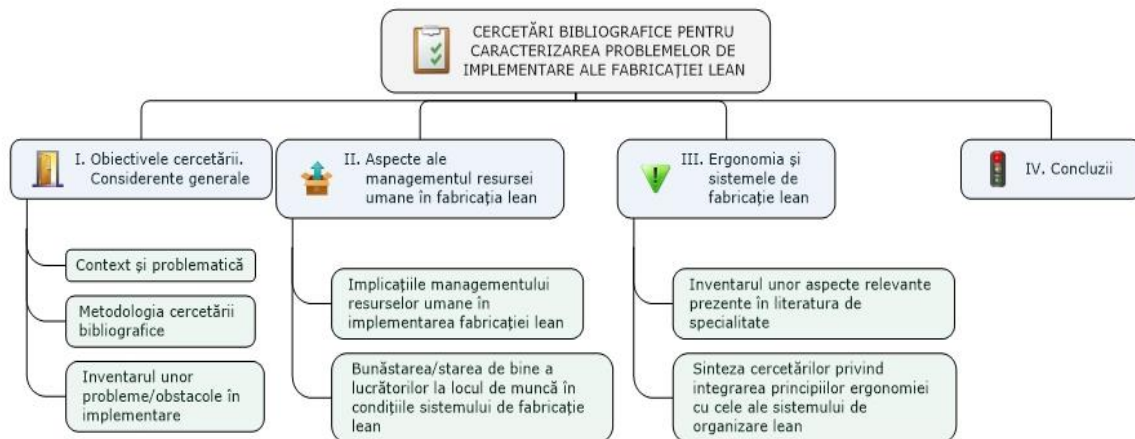 CERCETĂRI BIBLIOGRAFICE PENTRU
CARACTERIZAREA PROBLEMELOR DE
IMPLEMENTARE ALE FABRICAȚIEI LEAN
I. Obiectivele cercetării.
Considerente generale
Context și problematică
Metodologia cercetării
bibliografice
Inventarul unor
probleme/obstacole în
implementare
II. Aspecte ale
managementul resursei
umane în fabricația lean
Implicațiile managementului
resurselor umane în
implementarea fabricației lean
Bunăstarea/starea de bine a
lucrătorilor la locul de muncă în
condițiile sistemului de fabricație
lean
III. Ergonomia și
sistemele de
fabricație lean
Inventarul unor aspecte relevante
prezente în literatura de
specialitate
Sinteza cercetărilor privind
integrarea principiilor ergonomiei
cu cele ale sistemului de
organizare lean
IV. Concluzii